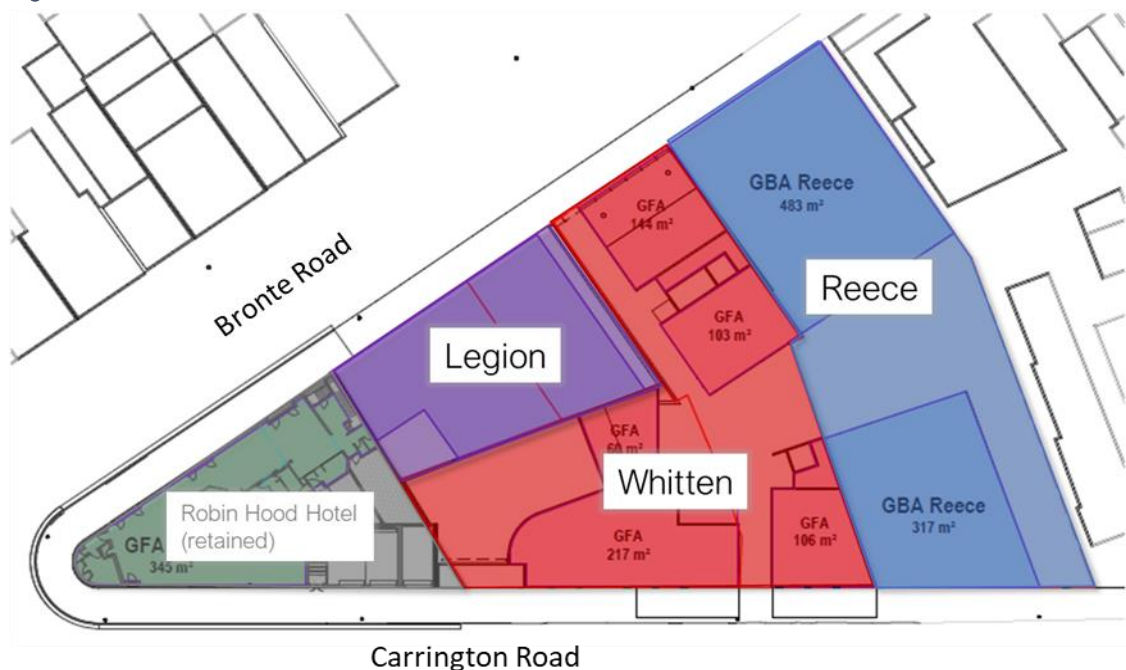 GFA
144 m²
GBA Reece
483 m²
Bronte Road
Reece
GFA
103 m²
Legion
GFA
60 m²
Whitten
Robin Hood Hotel
(retained)
GFA
345 m²
GFA
217 m²
GFA
106 m²
GBA Reece
317 m²
Carrington Road